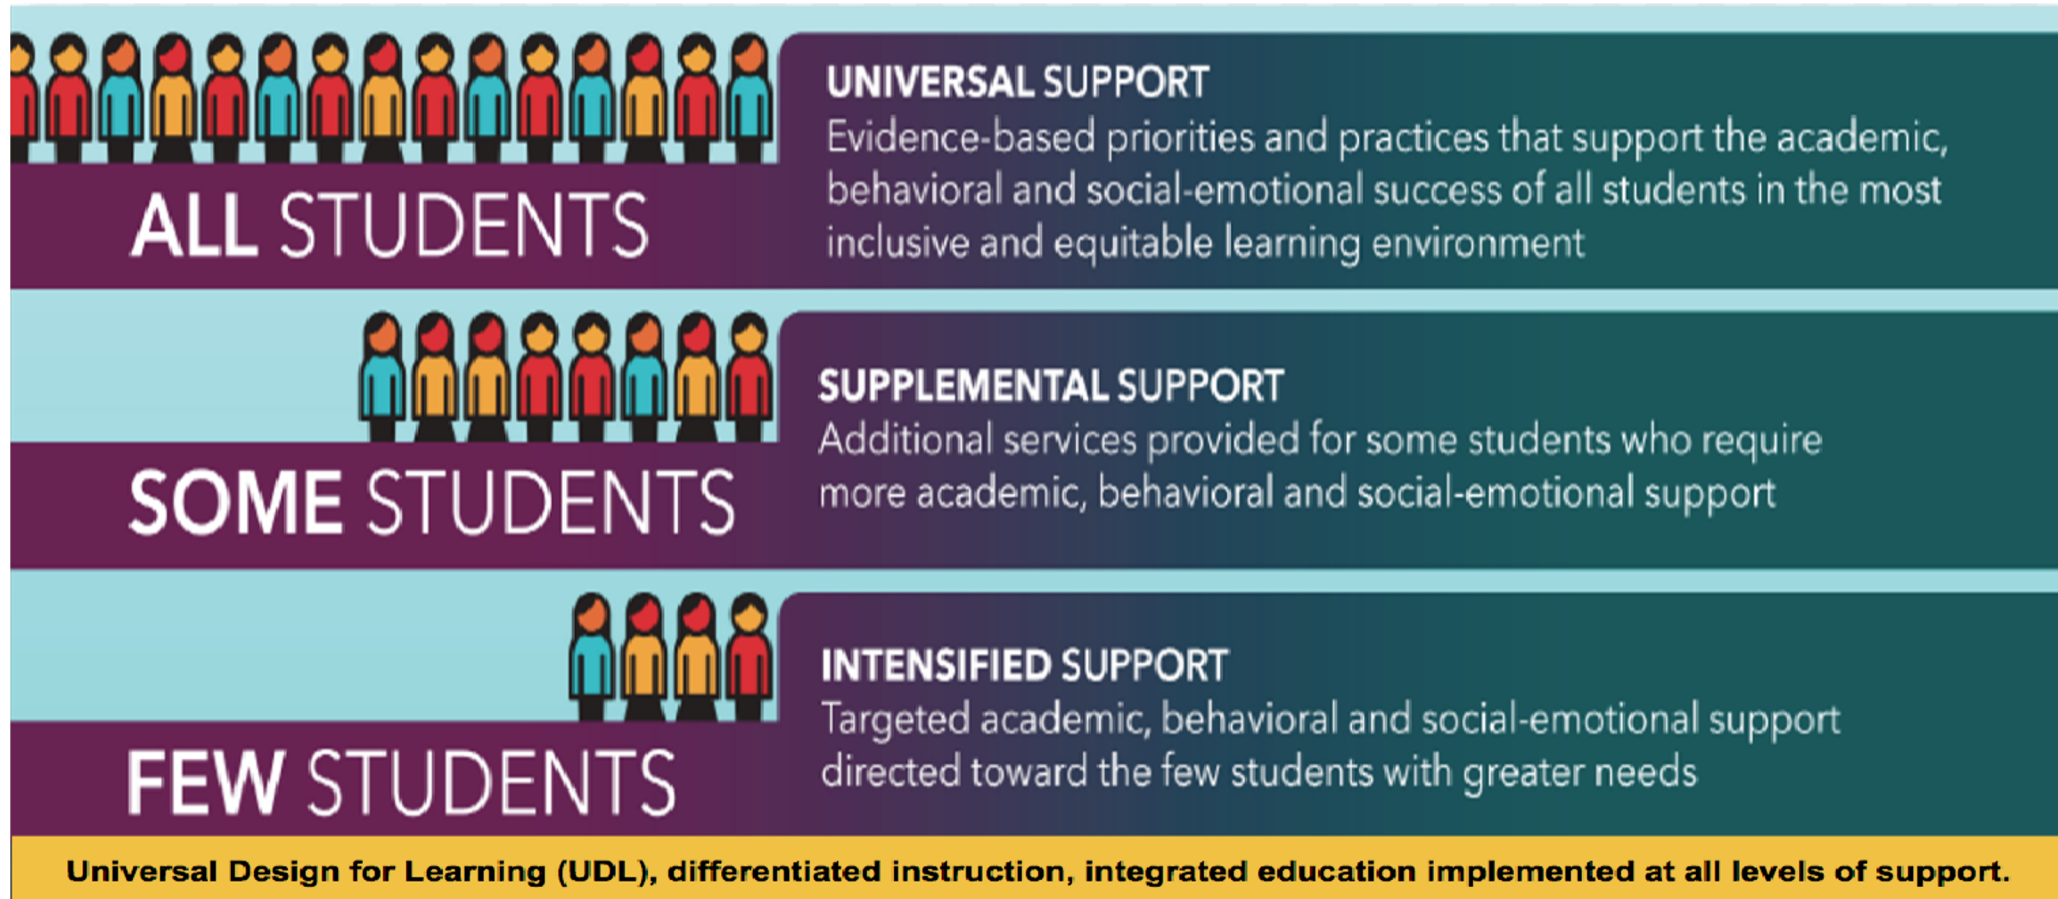 UNIVERSAL SUPPORT
Evidence-based priorities and practices that support the academic,
behavioral and social-emotional success of all students in the most
inclusive and equitable learning environment
ALL STUDENTS
SUPPLEMENTAL SUPPORT
Additional services provided for some students who require
more academic, behavioral and social-emotional support
SOME STUDENTS
INTENSIFIED SUPPORT
Targeted academic, behavioral and social-emotional support
directed toward the few students with greater needs
FEW STUDENTS
Universal Design for Learning (UDL), differentiated instruction, integrated education implemented at all levels of support.